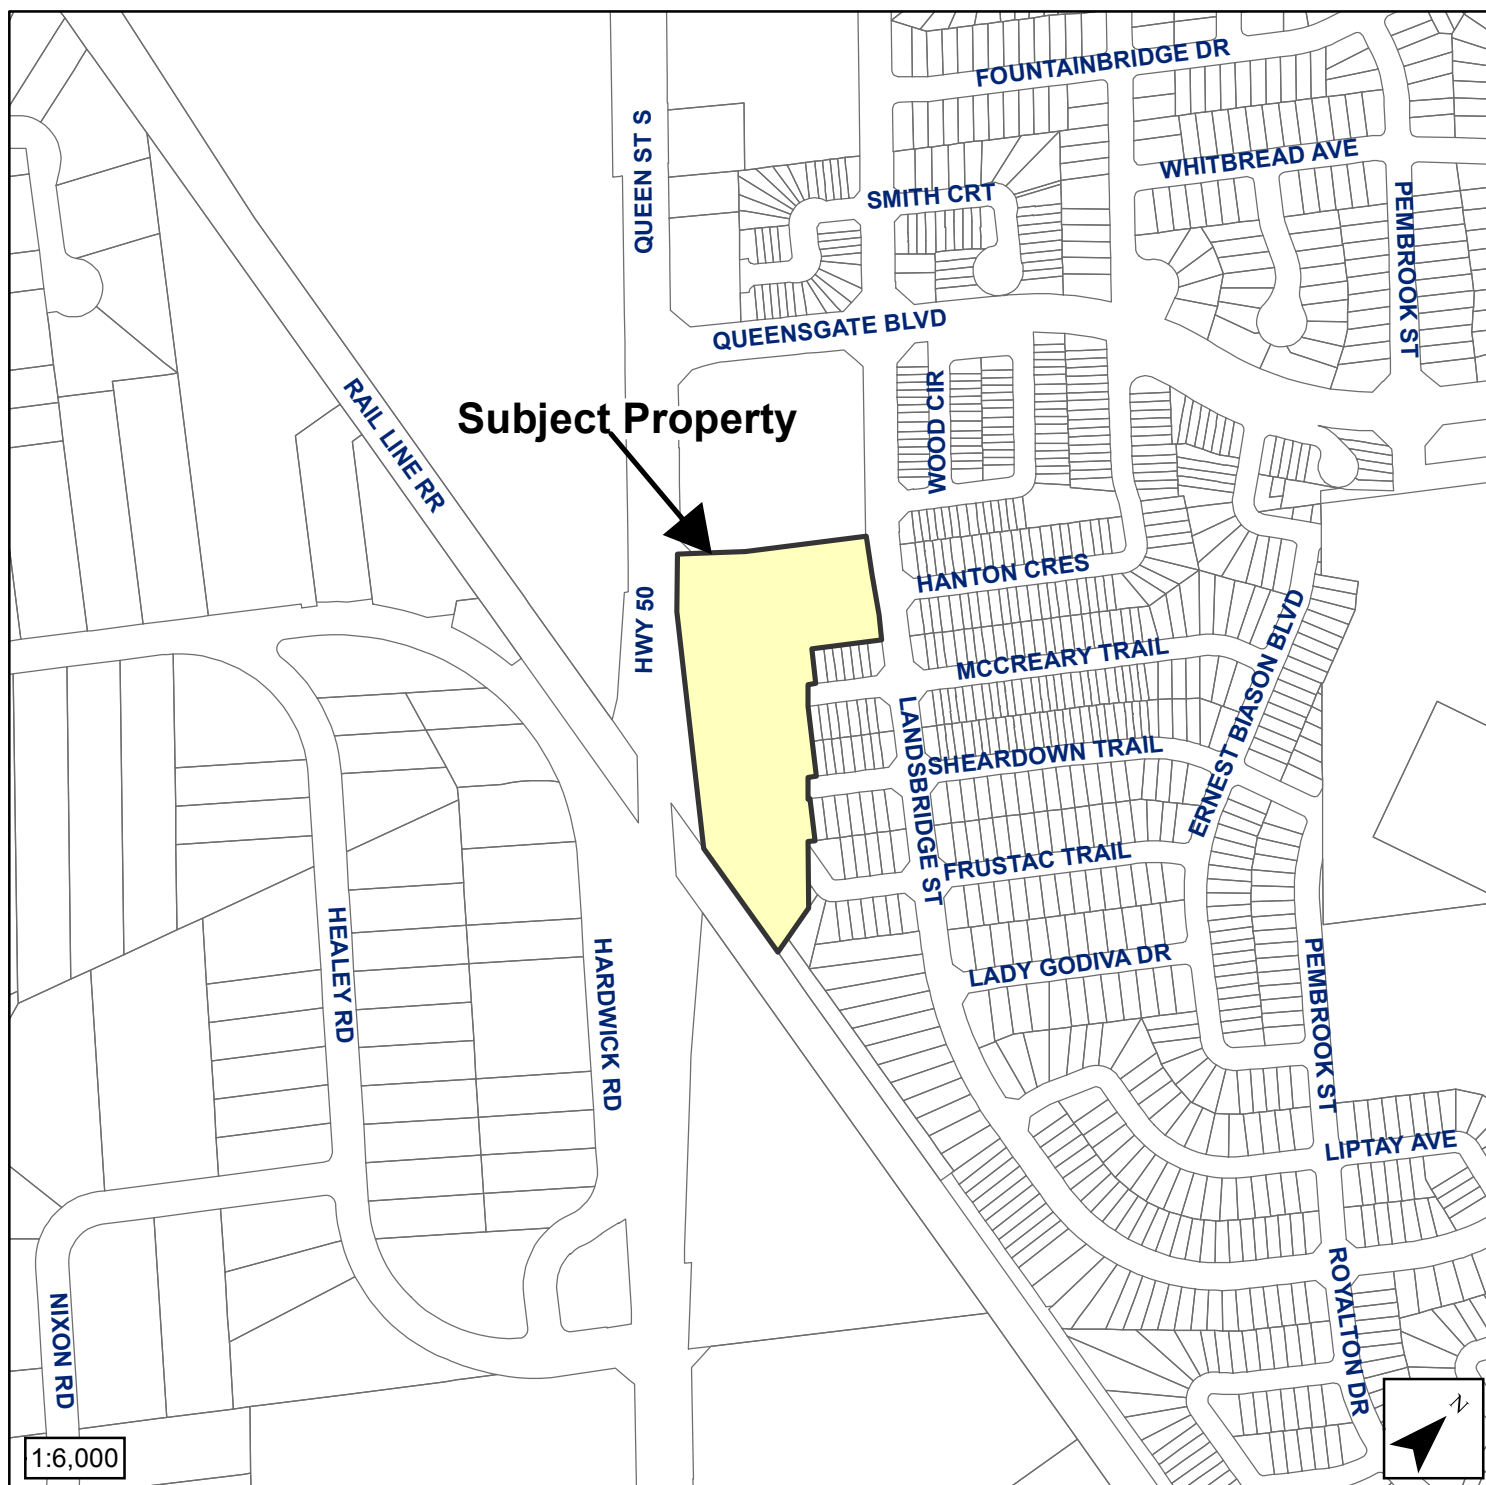 FOUNTAINBRIDGE DR
QUEEN ST S
WHITBREAD AVE
SMITH CRT
PEMBROOK ST
QUEENSGATE BLVD
RAIL LINE RR
WOOD CIR
Subject Property
HANTON CRES
HWY 50
ERNEST BIASON BLVD
MCCREARY TRAIL
LANDSBRIDGE ST
SHEARDOWN TRAIL
FRUSTAC TRAIL
HEALEY RD
HARDWICK RD
LADY GODIVA DR
PEMBROOK ST
LIPTAY AVE
NIXON RD
ROYALTON DR
N
1:6,000